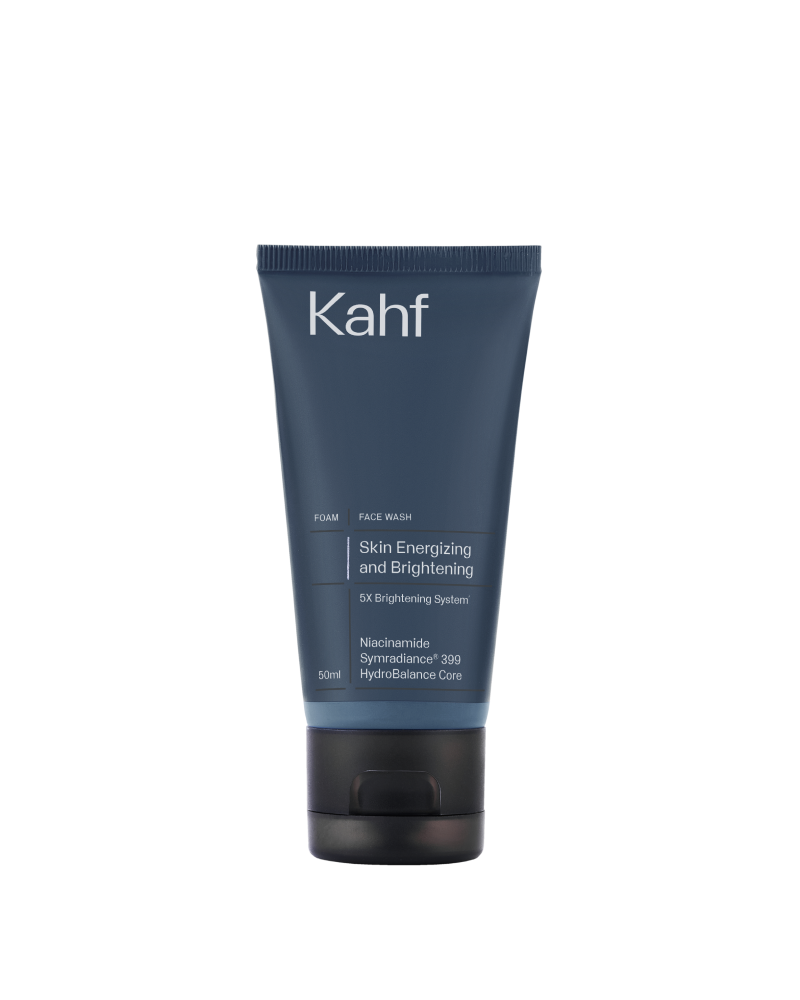 Kahf
FOAM FACE WASH
Skin Energizing
and Brightening
5X Brightening System
Niacinamide
Symradiance® 399
50ml HydroBalance Core